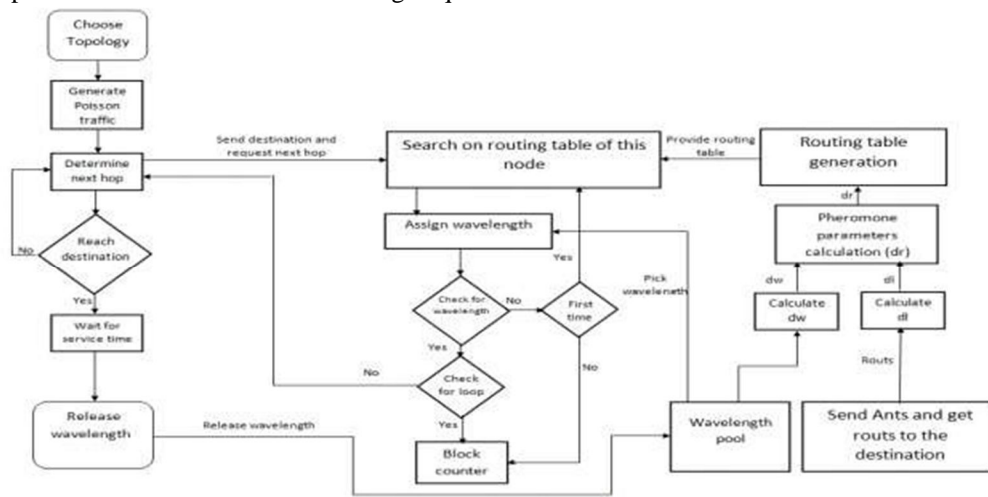 Choose
Topology
Generate
Poisson
traffic
Determine
next hop
No
Reach
destination
Yes
Wait for
service time
Release
wavelength
Send destination and
request next hop
Search on routing table of this
node
Assign wavelength
Yes
Check for
wavelength
No
First
time
Yes
No
Check
for loop
No
Yes
Block
counter
Release wavelength
Provide routing
table
Routing table
generation
dr
Pheromone
parameters
calculation (dr)
dw
dl
Pick
wavelength
Calculate
dw
Calculate
dl
Routs
Wavelength
pool
Send Ants and get
routs to the
destination